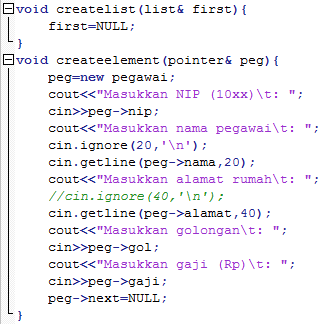 void createlist(list& first){
first=NULL;
}
void createelement(pointer& peg){
peg=new pegawai;
cout<<"Masukkan NIP (10xx)\t: ";
cin>>peg->nip;
cout<<"Masukkan nama pegawai\t: ";
cin.ignore(20,'\n');
cin.getline(peg->nama,20);
cout<<"Masukkan alamat rumah\t: ";
//cin.ignore(40,'\n');
cin.getline(peg->alamat,40);
cout<<"Masukkan golongan\t: ";
cin>>peg->gol;
cout<<"Masukkan gaji (Rp)\t: ";
cin>>peg->gaji;
peg->next=NULL;
}